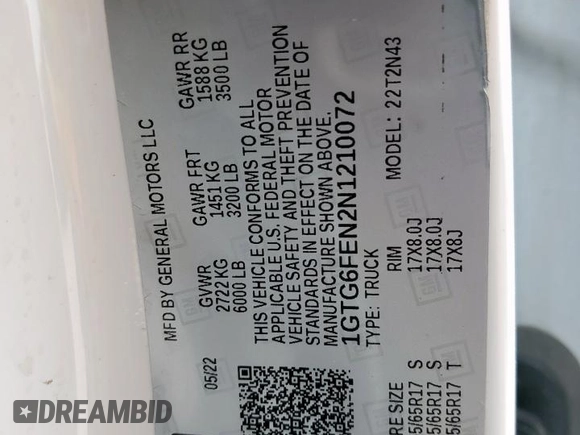 MFD BY GENERAL MOTORS LLC
05/22 GVWR GAWR FRT GAWR RR
2722 KG 1451 KG 1588 KG
6000 LB 3200 LB 3500 LB
THIS VEHICLE CONFORMS TO ALL
APPLICABLE U.S. FEDERAL MOTOR
VEHICLE SAFETY AND THEFT PREVENTION
STANDARDS IN EFFECT ON THE DATE OF
MANUFACTURE SHOWN ABOVE.
1GTG6FEN2N1210072
TYPE: TRUCK MODEL: 22T2N43
RE SIZE RIM
5/65R17 S 17X8.0J
5/65R17 S 17X8.0J
5/65R17 T 17X8J
GM
DREAMBID